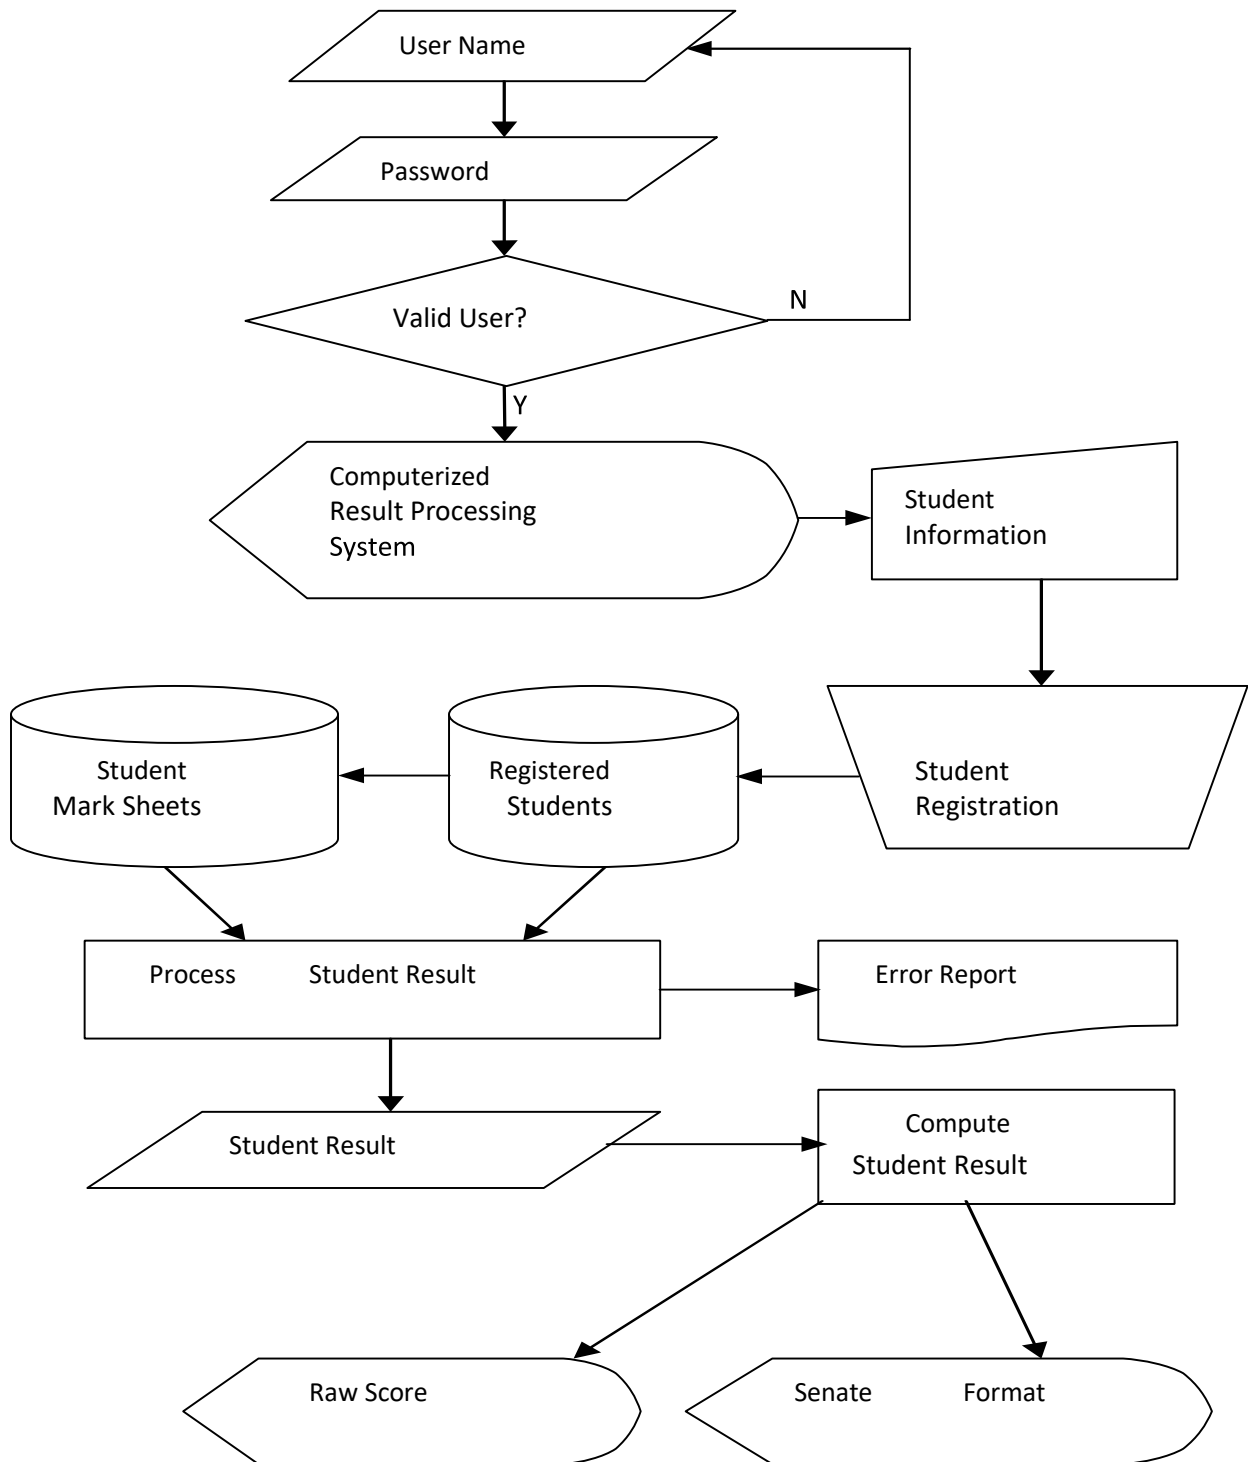 User Name
Password
Valid User?
N
Y
Computerized
Result Processing
System
Student
Information
Student
Mark Sheets
Registered
Students
Student
Registration
Process Student Result
Error Report
Student Result
Compute
Student Result
Raw Score
Senate Format